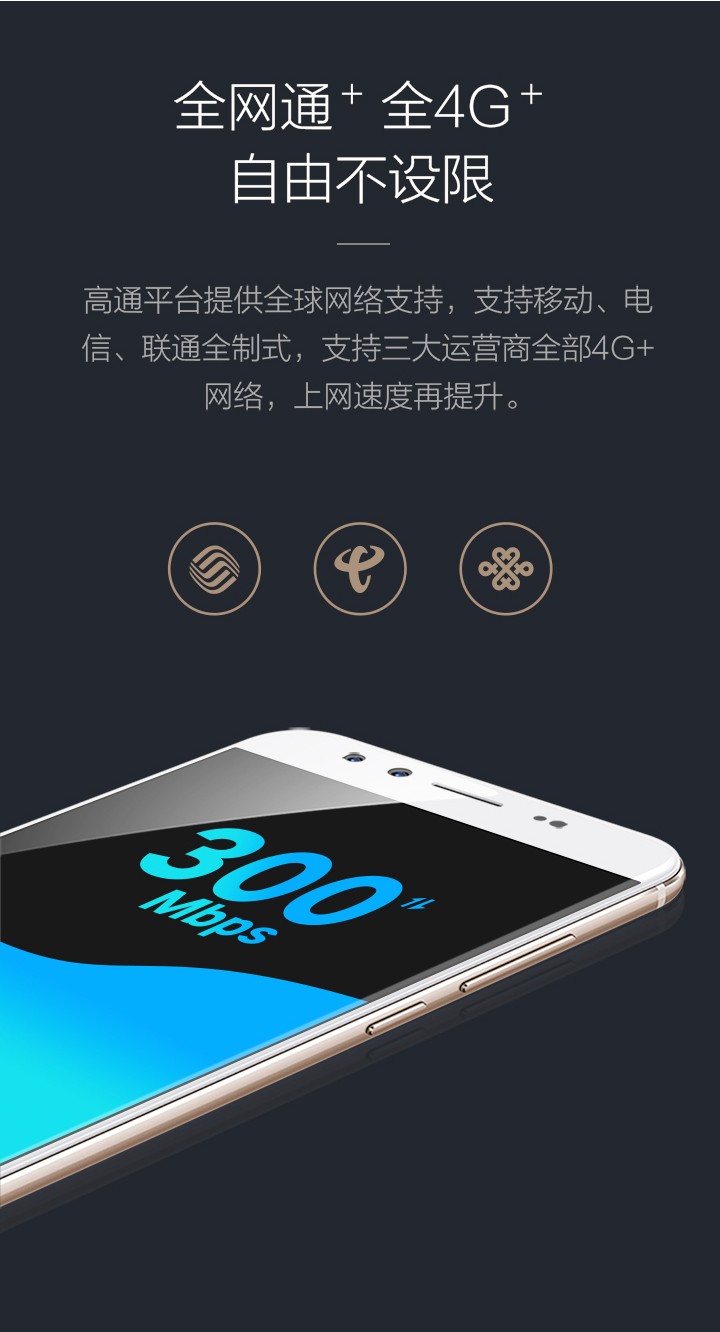 全网通+ 全4G+
自由不设限
高通平台提供全球网络支持，支持移动、电
信、联通全制式，支持三大运营商全部4G+
网络，上网速度再提升。
300
Mbps